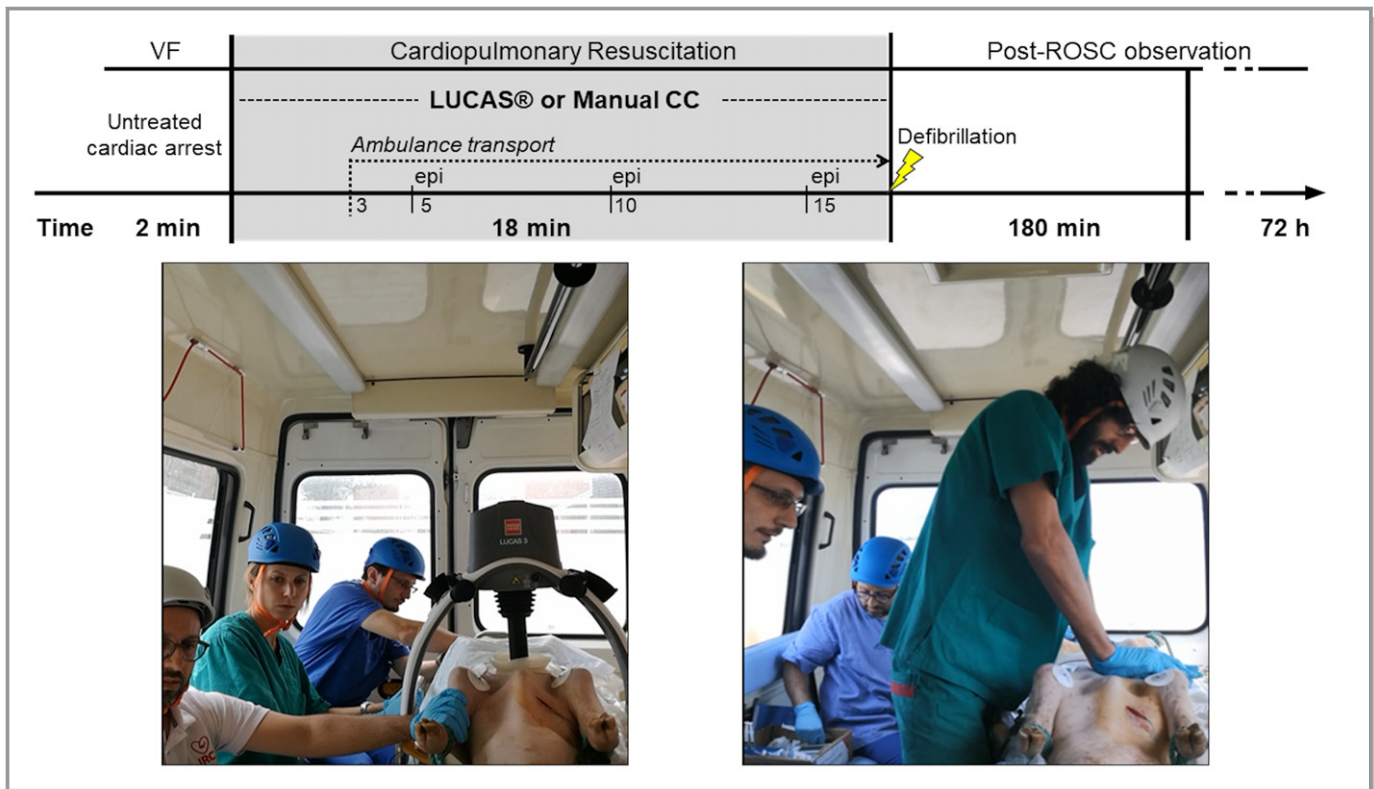 VF
Cardiopulmonary Resuscitation
Post-ROSC observation
LUCAS® or Manual CC
Untreated
cardiac arrest
Ambulance transport
Defibrillation
epi
epi
epi
3
5
10
15
Time
2 min
18 min
180 min
72 h
LUCAS 3
IRC